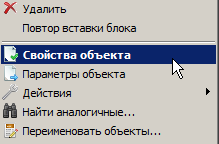 Удалить
Повтор вставки блока
Свойства объекта
Параметры объекта
Действия
Найти аналогичные...
Переименовать объекты...